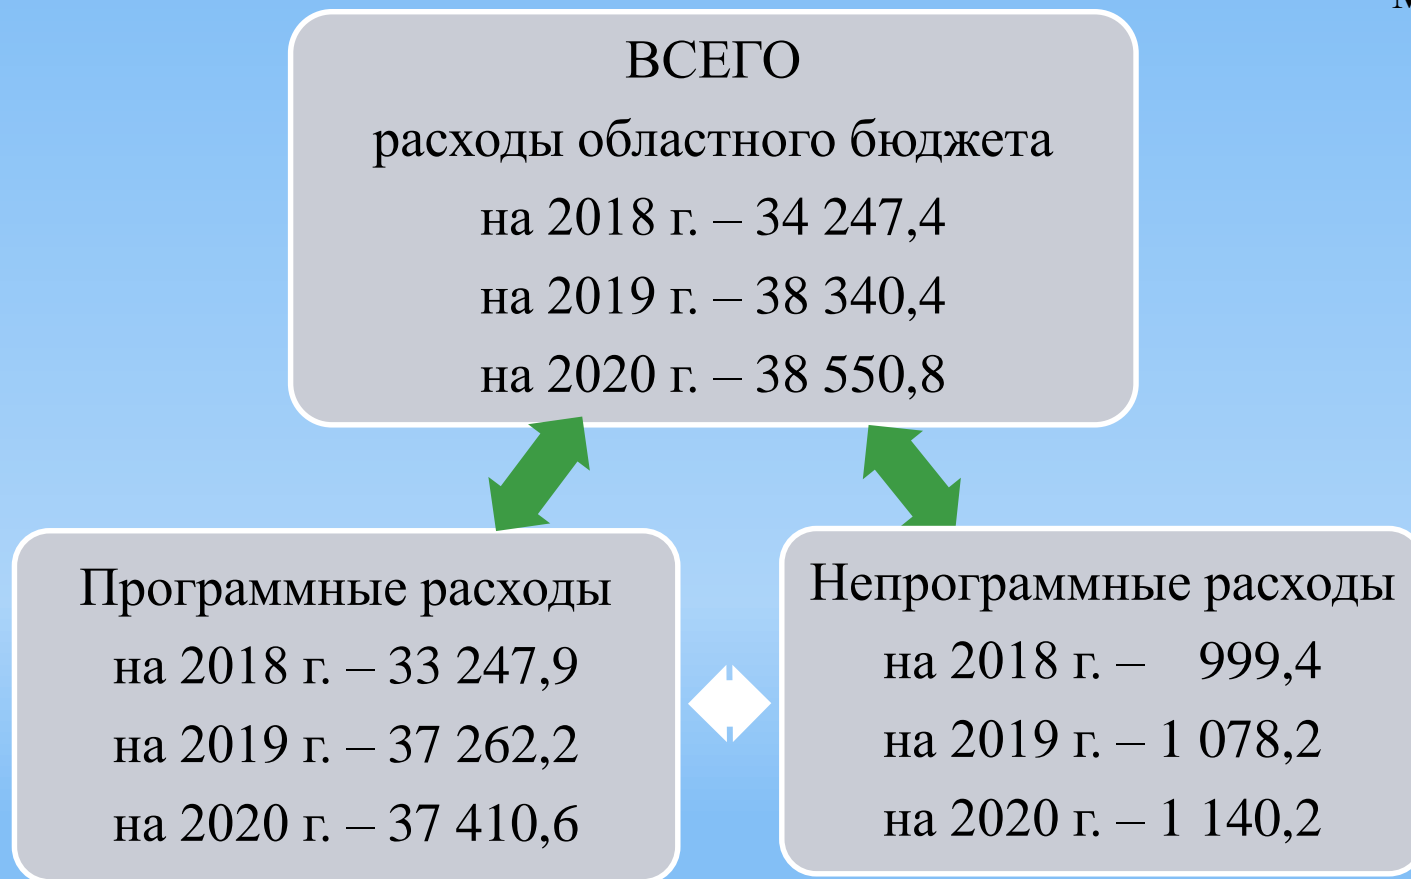 ВСЕГО
расходы областного бюджета
на 2018 г. – 34 247,4
на 2019 г. – 38 340,4
на 2020 г. – 38 550,8
Программные расходы
на 2018 г. – 33 247,9
на 2019 г. – 37 262,2
на 2020 г. – 37 410,6
Непрограммные расходы
на 2018 г. – 999,4
на 2019 г. – 1 078,2
на 2020 г. – 1 140,2